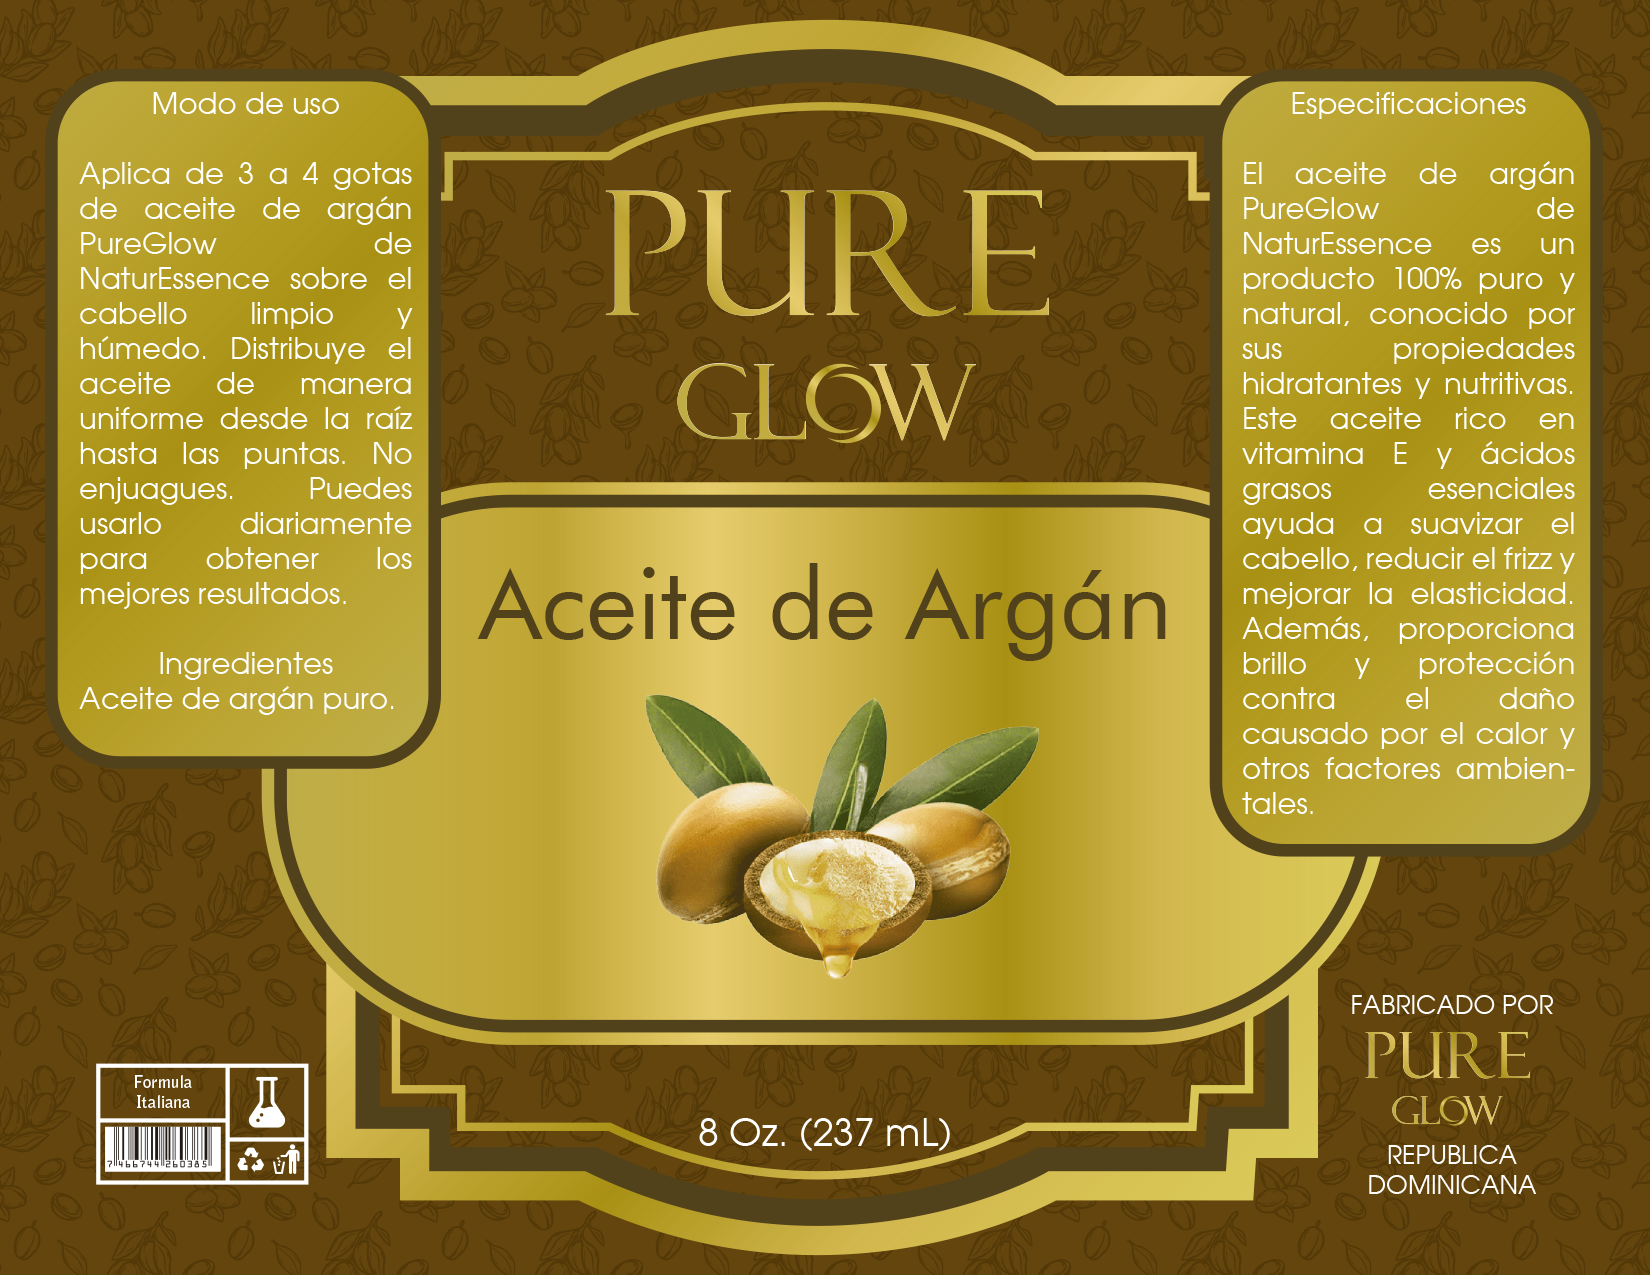 Modo de uso
Aplica de 3 a 4 gotas
de aceite de argán
PureGlow de
NaturEssence sobre el
cabello limpio y
húmedo. Distribuye el
aceite de manera
uniforme desde la raíz
hasta las puntas. No
enjuagues. Puedes
usarlo diariamente
para obtener los
mejores resultados.
Ingredientes
Aceite de argán puro.
PURE
GLOW
Aceite de Argán
8 Oz. (237 mL)
Especificaciones
El aceite de argán
PureGlow de
NaturEssence es un
producto 100% puro y
natural, conocido por
sus propiedades
hidratantes y nutritivas.
Este aceite rico en
vitamina E y ácidos
grasos esenciales
ayuda a suavizar el
cabello, reducir el frizz y
mejorar la elasticidad.
Además, proporciona
brillo y protección
contra el daño
causado por el calor y
otros factores ambien-
tales.
Formula
Italiana
7 466744 260385
FABRICADO POR
PURE
GLOW
REPUBLICA
DOMINICANA